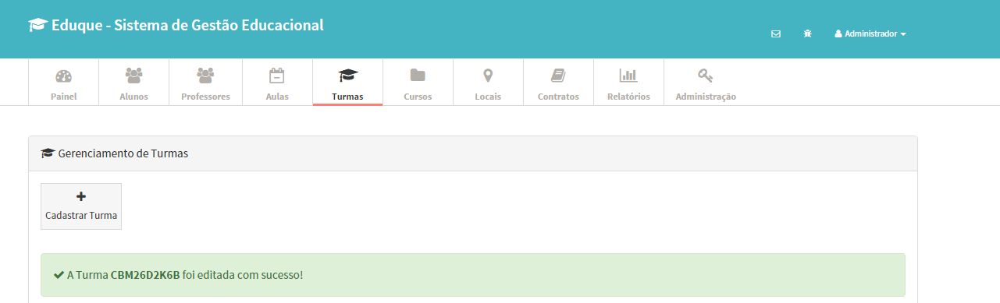 Eduque - Sistema de Gestão Educacional
Administrador
Painel
Alunos
Professores
Aulas
Turmas
Cursos
Locais
Contratos
Relatórios
Administração
Gerenciamento de Turmas
Cadastrar Turma
A Turma CBM26D2K6B foi editada com sucesso!